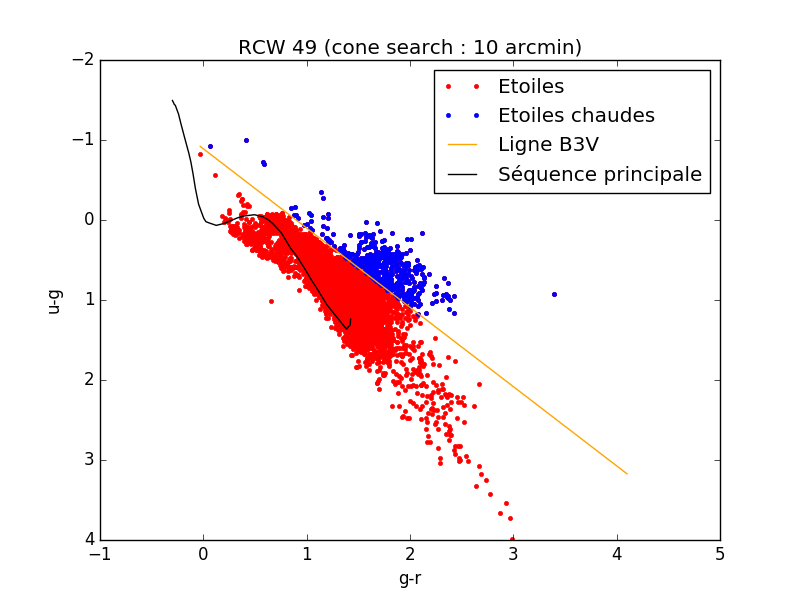 RCW 49 (cone search : 10 arcmin)
Etoiles
Etoiles chaudes
Ligne B3V
Séquence principale
−2
−1
0
1
2
3
4
u-g
−1
0
1
2
3
4
5
g-r